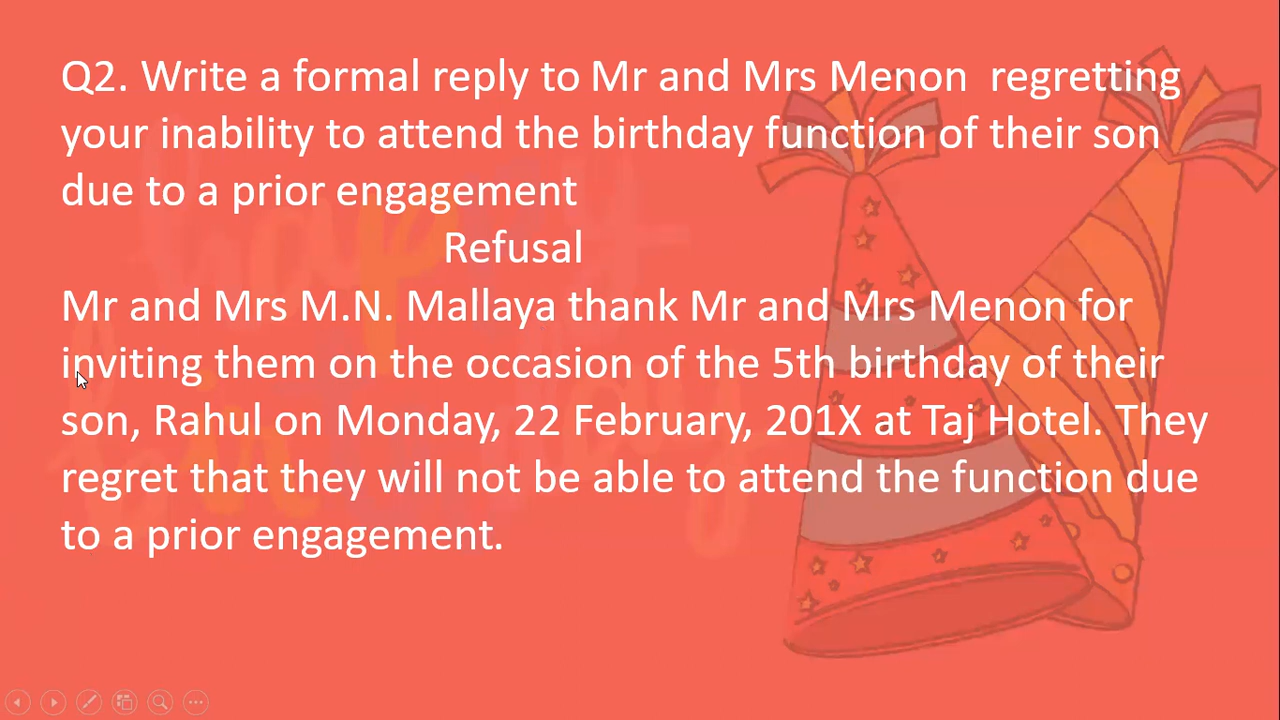 Q2. Write a formal reply to Mr and Mrs Menon regretting
your inability to attend the birthday function of their son
due to a prior engagement
Refusal
Mr and Mrs M.N. Mallaya thank Mr and Mrs Menon for
inviting them on the occasion of the 5th birthday of their
son, Rahul on Monday, 22 February, 201X at Taj Hotel. They
regret that they will not be able to attend the function due
to a prior engagement.